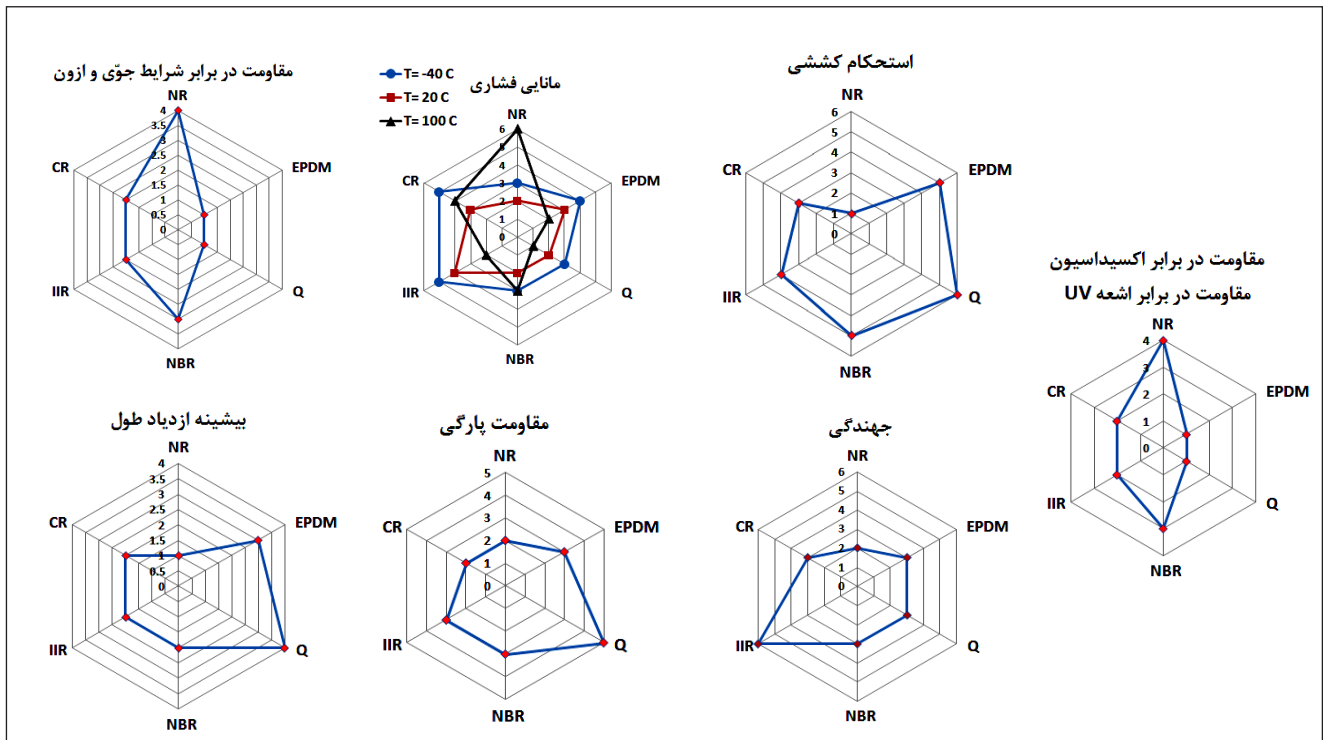 مقاومت در برابر شرایط جوّی و ازون
NR
4
3.5
3
2.5
2
1.5
1
0.5
0
EPDM
Q
NBR
IIR
CR
T= -40 C
T= 20 C
T= 100 C
مانایی فشاری
NR
6
5
4
3
2
1
0
EPDM
Q
NBR
IIR
CR
استحکام کششی
NR
6
5
4
3
2
1
0
EPDM
Q
NBR
IIR
CR
مقاومت در برابر اکسیداسیون
مقاومت در برابر اشعه UV
NR
4
3
2
1
0
EPDM
Q
NBR
IIR
CR
بیشینه ازدیاد طول
NR
4
3.5
3
2.5
2
1.5
1
0.5
0
EPDM
Q
NBR
IIR
CR
مقاومت پارگی
NR
5
4
3
2
1
0
EPDM
Q
NBR
IIR
CR
جهندگی
NR
6
5
4
3
2
1
0
EPDM
Q
NBR
IIR
CR